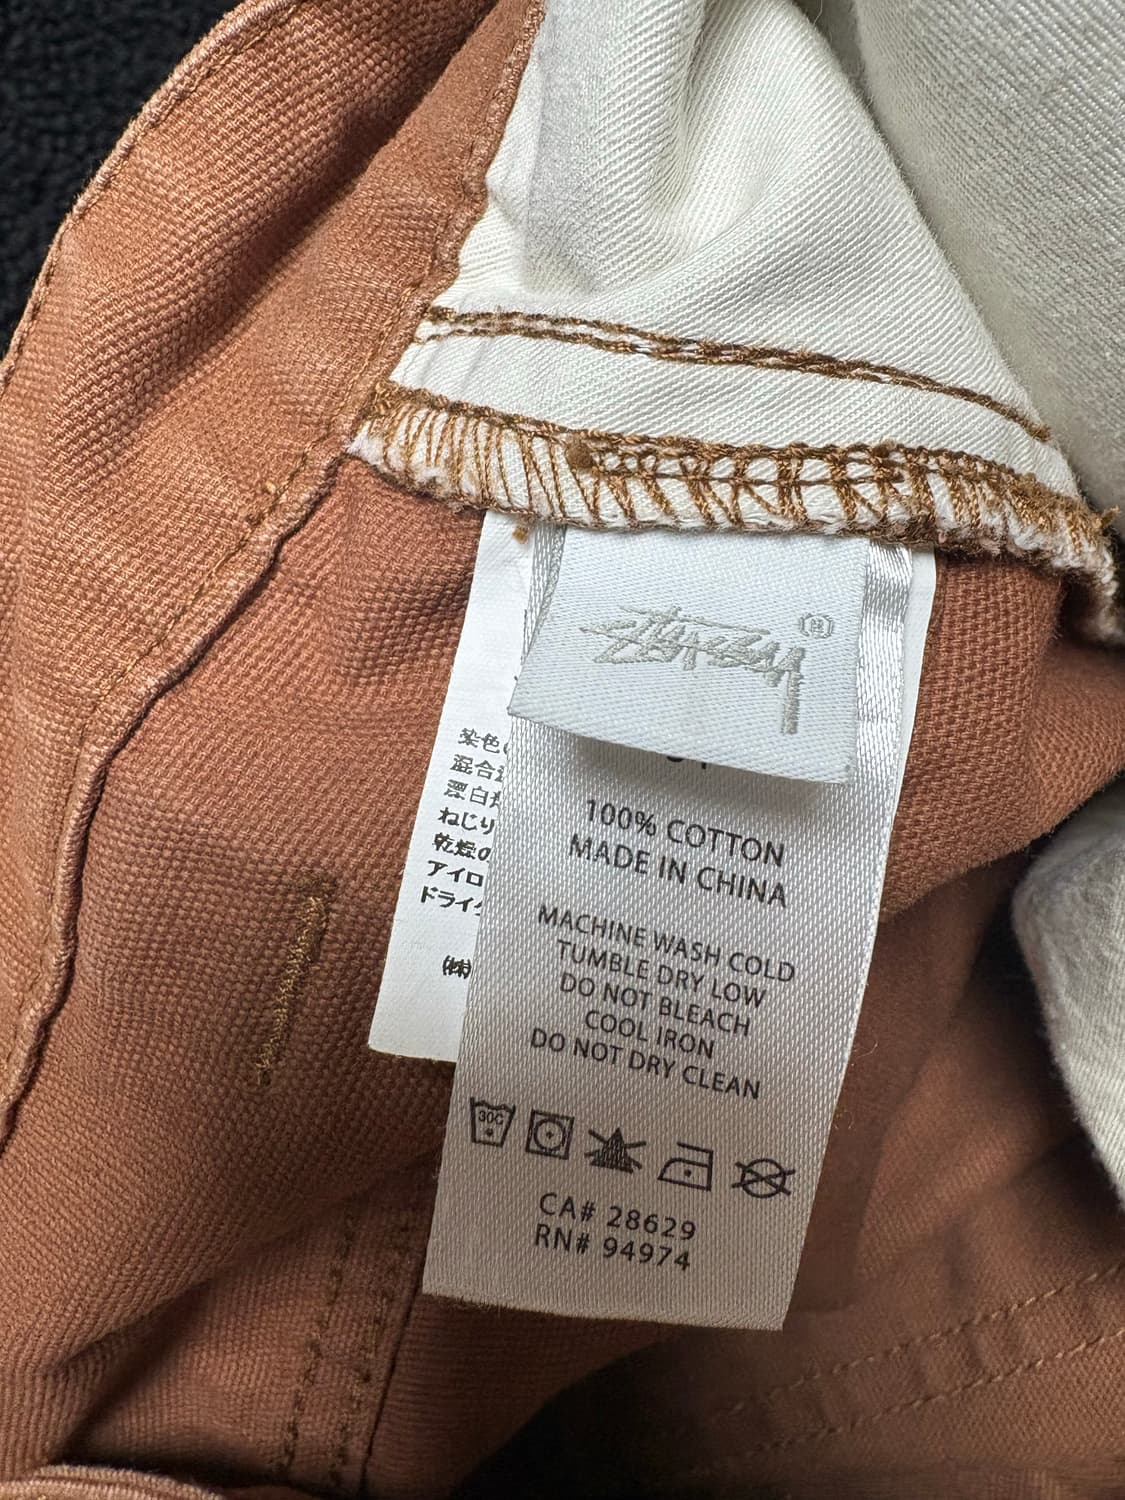 Stüssy ®
染色
混合
漂白
ねじり
乾燥の
アイロ
ドライ
(株)
100% COTTON
MADE IN CHINA
MACHINE WASH COLD
TUMBLE DRY LOW
DO NOT BLEACH
COOL IRON
DO NOT DRY CLEAN
30C
CA# 28629
RN# 94974